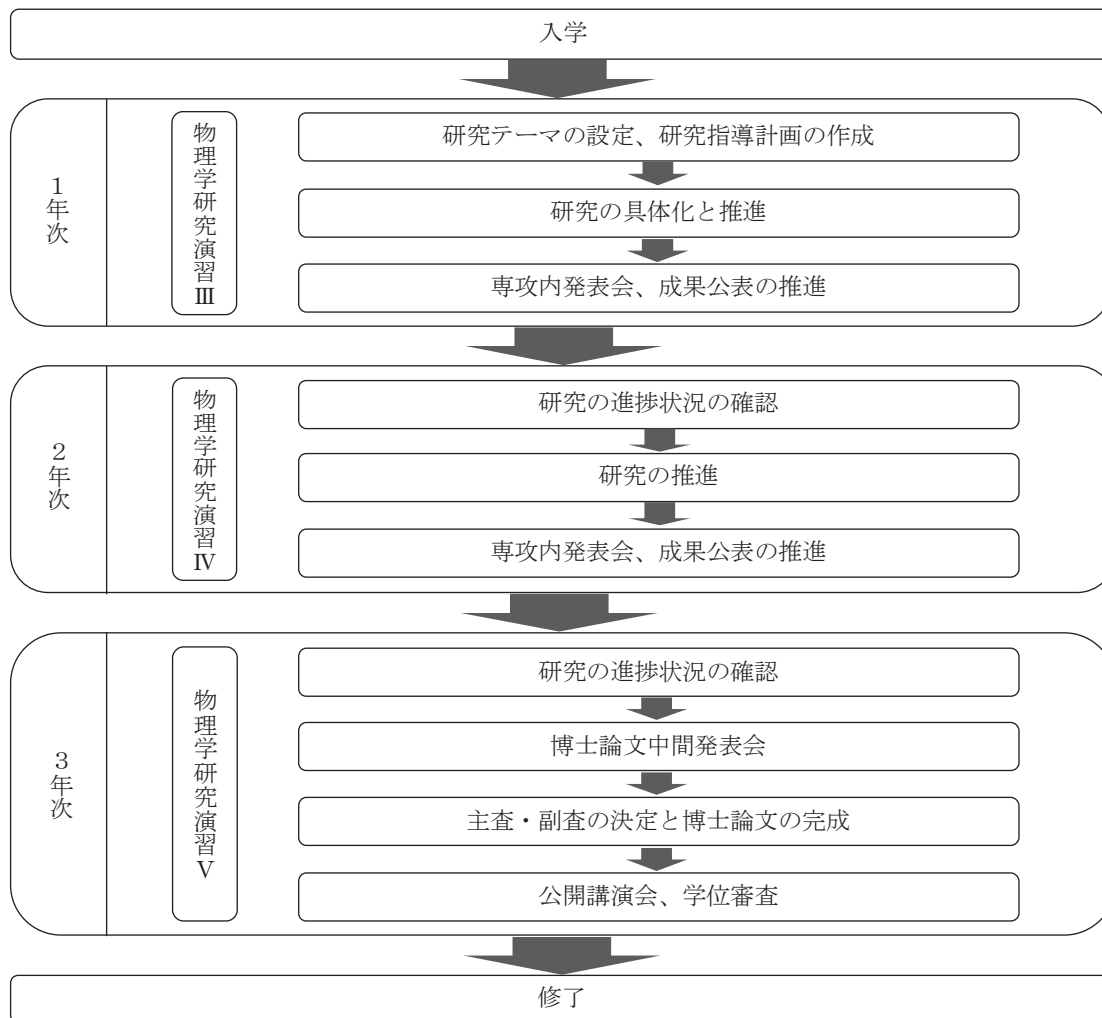 入学
1年次
物理学研究演習Ⅲ
研究テーマの設定、研究指導計画の作成
研究の具体化と推進
専攻内発表会、成果公表の推進
2年次
物理学研究演習Ⅳ
研究の進捗状況の確認
研究の推進
専攻内発表会、成果公表の推進
3年次
物理学研究演習Ⅴ
研究の進捗状況の確認
博士論文中間発表会
主査・副査の決定と博士論文の完成
公開講演会、学位審査
修了